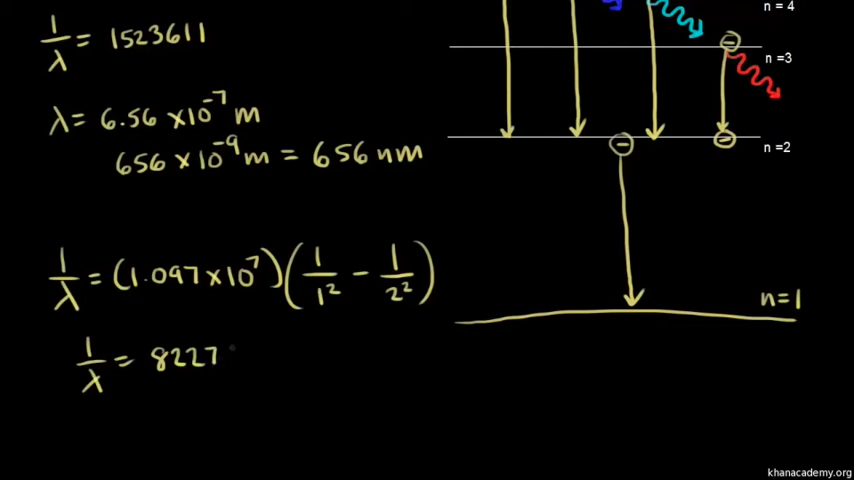 1/λ = 1523611
λ = 6.56 ×10⁻⁷ m
656 ×10⁻⁹ m = 656 nm
1/λ = (1.097 ×10⁷)(1/1² − 1/2²)
1/λ = 8227
n = 4
n =3
n =2
n=1
khanacademy.org